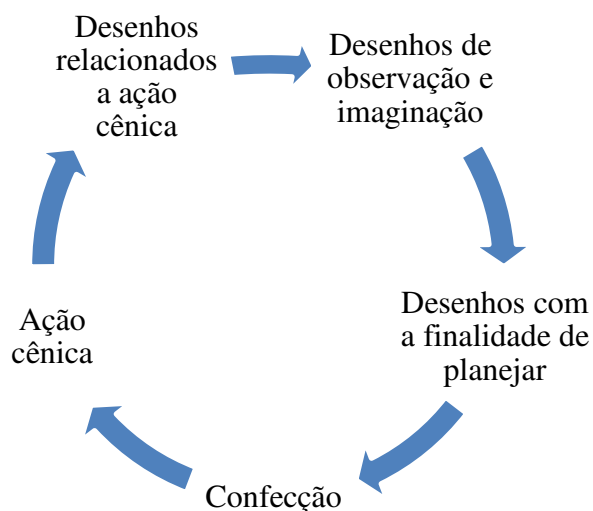 Desenhos
relacionados
a ação
cênica
Desenhos de
observação e
imaginação
Desenhos com
a finalidade de
planejar
Confecção
Ação
cênica